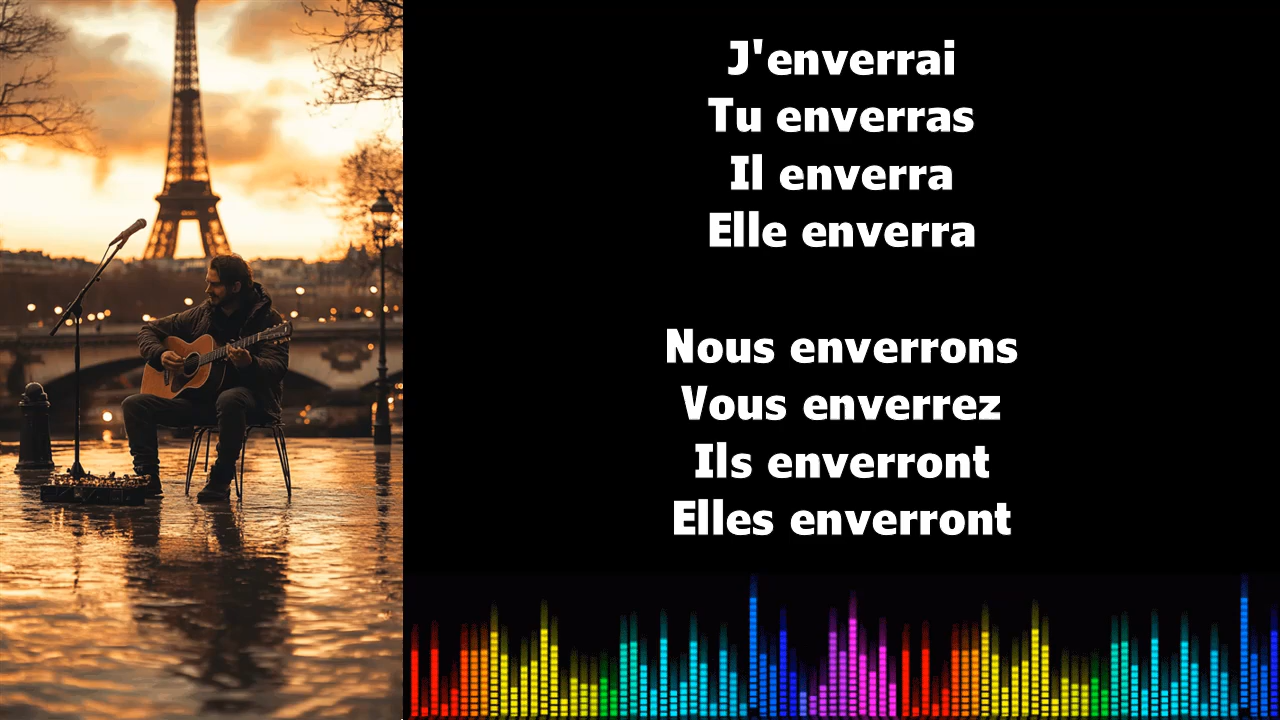 J'enverrai
Tu enverras
Il enverra
Elle enverra
Nous enverrons
Vous enverrez
Ils enverront
Elles enverront